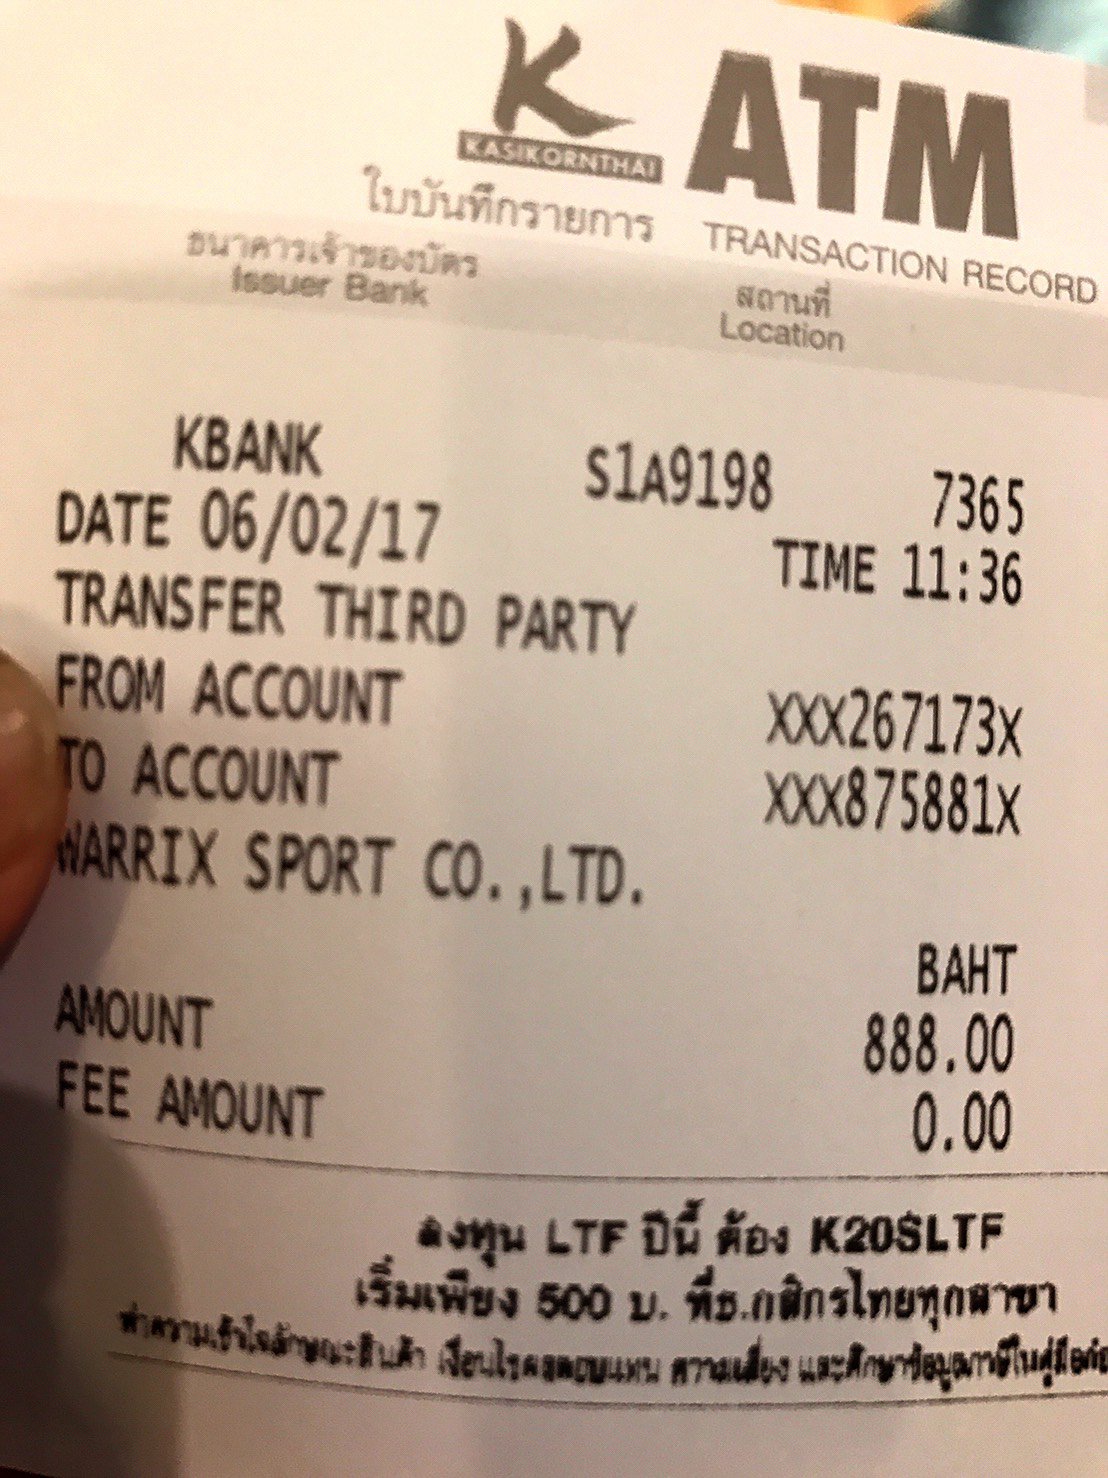 K ATM
KASIKORNTHAI
ใบบันทึกรายการ TRANSACTION RECORD
ธนาคารเจ้าของบัตร สถานที่
Issuer Bank Location
KBANK S1A9198 7365
DATE 06/02/17 TIME 11:36
TRANSFER THIRD PARTY
FROM ACCOUNT XXX267173X
TO ACCOUNT XXX875881X
WARRIX SPORT CO.,LTD.
BAHT
AMOUNT 888.00
FEE AMOUNT 0.00
ลงทุน LTF ปีนี้ ต้อง K20SLTF
เริ่มเพียง 500 บ. ที่ธ.กสิกรไทยทุกสาขา
ทำความเข้าใจลักษณะสินค้า เงื่อนไขผลตอบแทน ความเสี่ยง และศึกษาข้อมูลภาษีในคู่มือก่อ